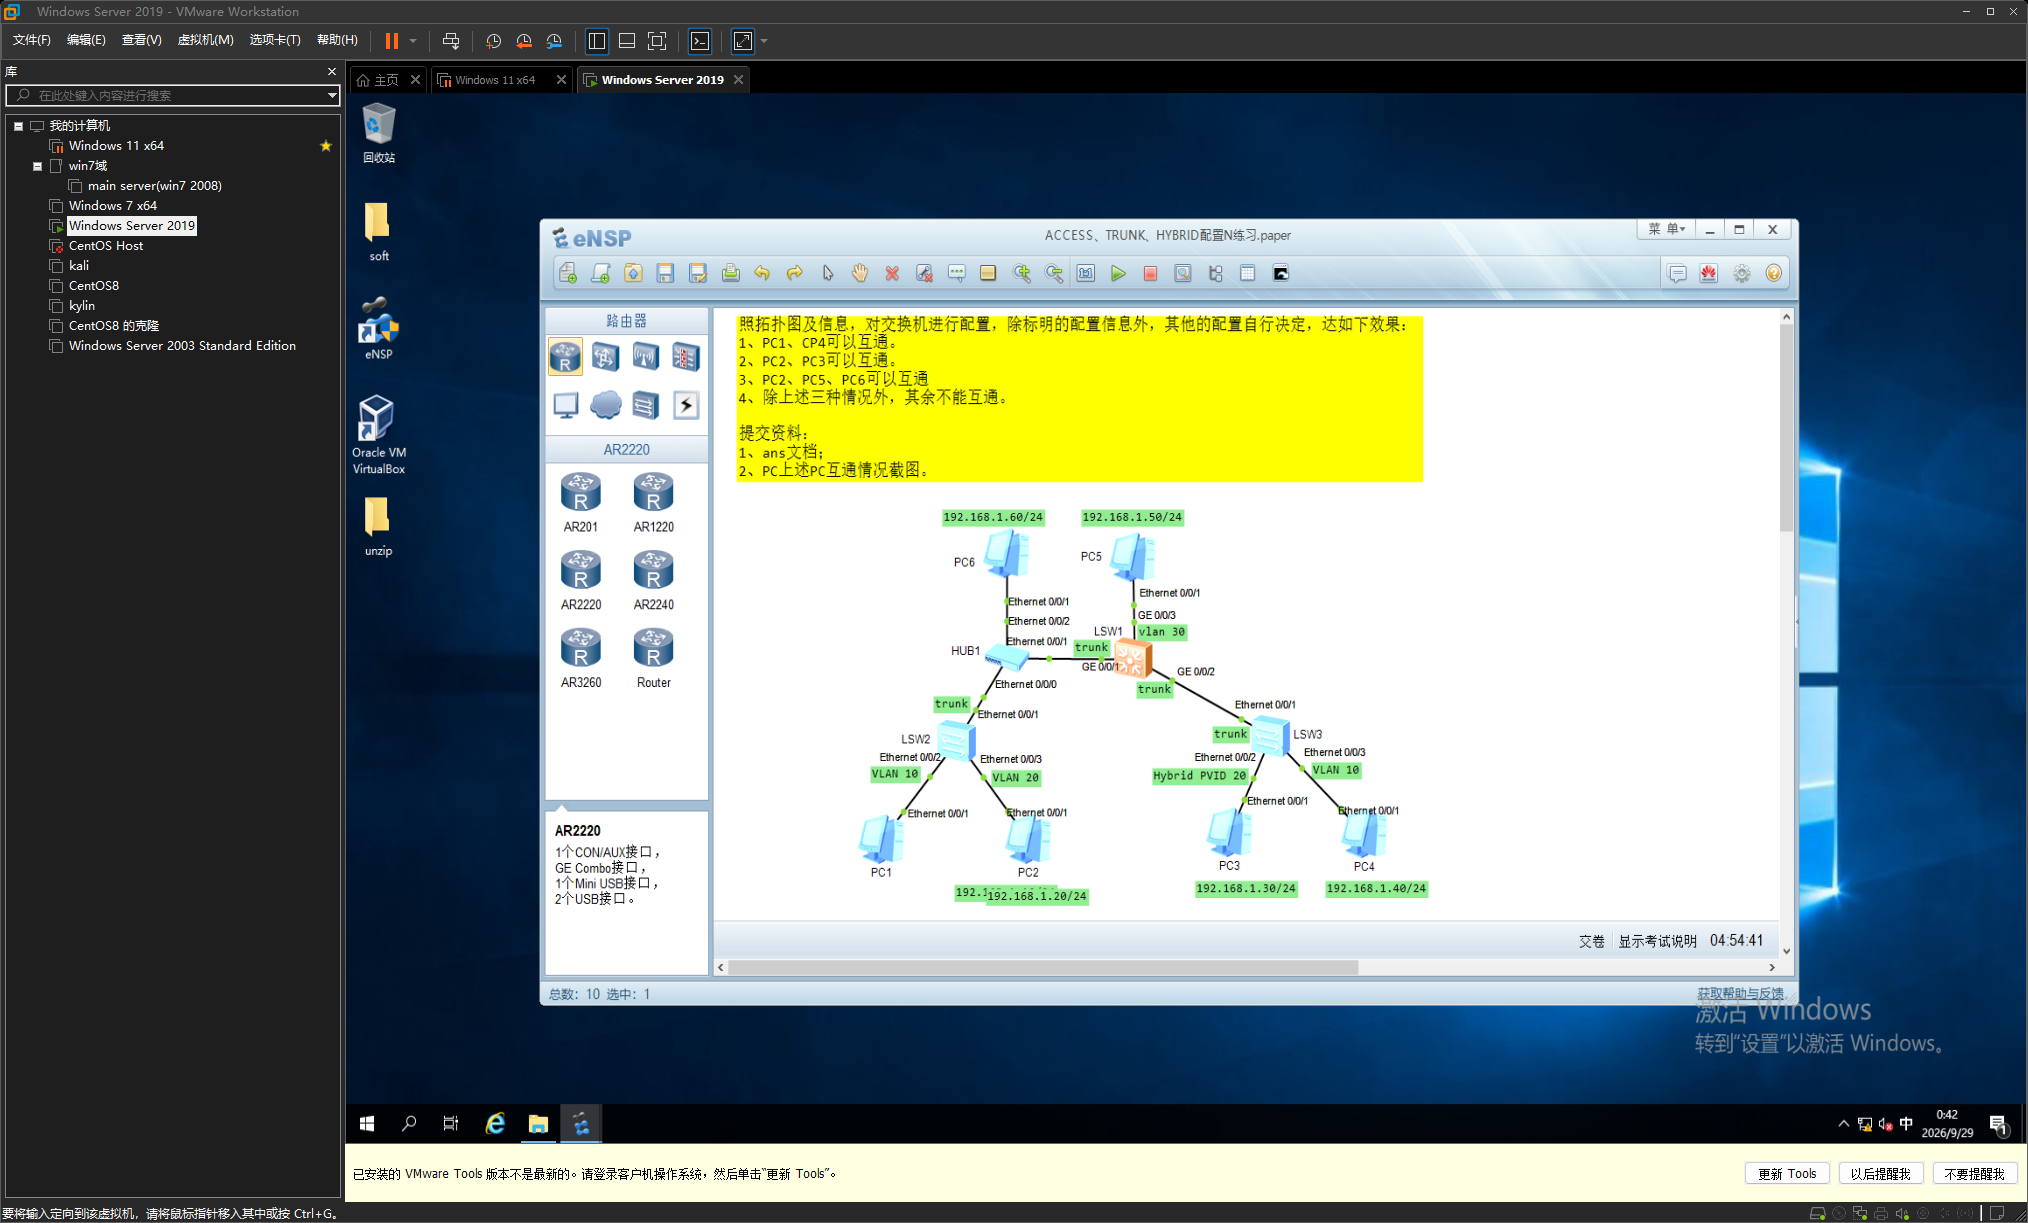 Windows Server 2019 - VMware Workstation
文件(F) 编辑(E) 查看(V) 虚拟机(M) 选项卡(T) 帮助(H)
库
在此处键入内容进行搜索
我的计算机
Windows 11 x64
win7域
main server(win7 2008)
Windows 7 x64
Windows Server 2019
CentOS Host
kali
CentOS8
kylin
CentOS8 的克隆
Windows Server 2003 Standard Edition
主页 Windows 11 x64 Windows Server 2019
回收站
soft
eNSP
Oracle VM VirtualBox
unzip
eNSP
ACCESS、TRUNK、HYBRID配置N练习.paper
菜 单
路由器
AR2220
AR201 AR1220
AR2220 AR2240
AR3260 Router
AR2220
1个CON/AUX接口，
GE Combo接口，
1个Mini USB接口，
2个USB接口。
照拓扑图及信息，对交换机进行配置，除标明的配置信息外，其他的配置自行决定，达如下效果：
1、PC1、CP4可以互通。
2、PC2、PC3可以互通。
3、PC2、PC5、PC6可以互通
4、除上述三种情况外，其余不能互通。
提交资料：
1、ans文档；
2、PC上述PC互通情况截图。
192.168.1.60/24 192.168.1.50/24
PC6 PC5
Ethernet 0/0/1
Ethernet 0/0/1
Ethernet 0/0/2
GE 0/0/3
LSW1 vlan 30
Ethernet 0/0/1
HUB1 trunk
GE 0/0/1
GE 0/0/2
Ethernet 0/0/0
trunk
trunk
Ethernet 0/0/1
Ethernet 0/0/1
LSW2
trunk LSW3
Ethernet 0/0/2 Ethernet 0/0/3
Ethernet 0/0/2 Ethernet 0/0/3
VLAN 10 VLAN 20
Hybrid PVID 20 VLAN 10
Ethernet 0/0/1 Ethernet 0/0/1
Ethernet 0/0/1 Ethernet 0/0/1
PC1 PC2
PC3 PC4
192.168.1.20/24
192.168.1.30/24 192.168.1.40/24
交卷 显示考试说明 04:54:41
总数: 10 选中: 1
获取帮助与反馈
激活 Windows
转到"设置"以激活 Windows。
中
0:42
2026/9/29
1
已安装的 VMware Tools 版本不是最新的。请登录客户机操作系统，然后单击“更新 Tools”。
更新 Tools 以后提醒我 不要提醒我
要将输入定向到该虚拟机，请将鼠标指针移入其中或按 Ctrl+G。